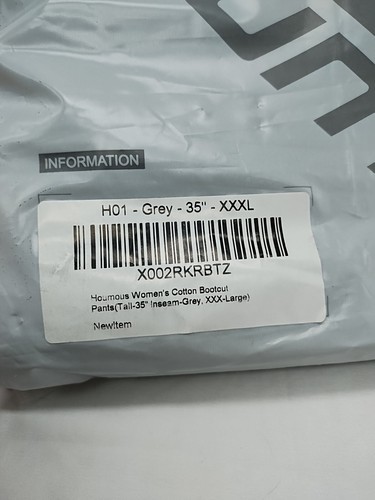 INFORMATION
H01 - Grey - 35" - XXXL
X002RKRBTZ
Houmous Women's Cotton Bootcut
Pants(Tall-35" Inseam-Grey, XXX-Large)
NewItem